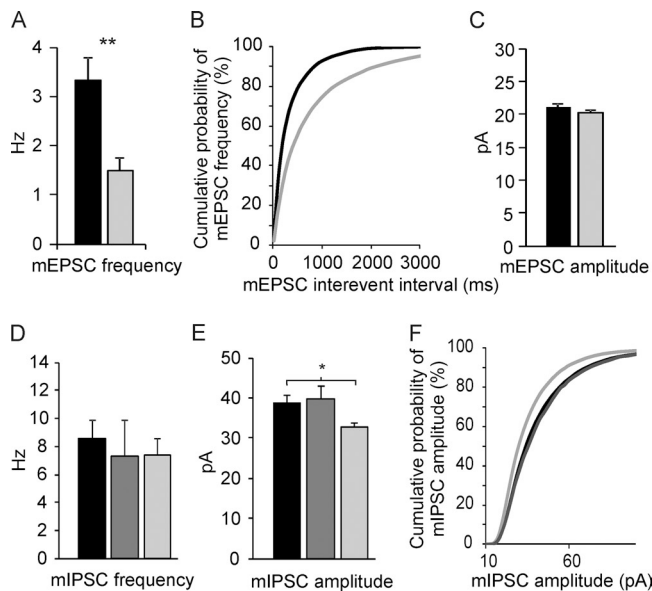 A
**
Hz
4
3
2
1
0
mEPSC frequency
B
Cumulative probability of
mEPSC frequency (%)
100
80
60
40
20
0
0 1000 2000 3000
mEPSC interevent interval (ms)
C
pA
30
25
20
15
10
5
0
mEPSC amplitude
D
Hz
14
12
10
8
6
4
2
0
mIPSC frequency
E
*
pA
50
40
30
20
10
0
mIPSC amplitude
F
Cumulative probability of
mIPSC amplitude (%)
100
80
60
40
20
0
10 60
mIPSC amplitude (pA)